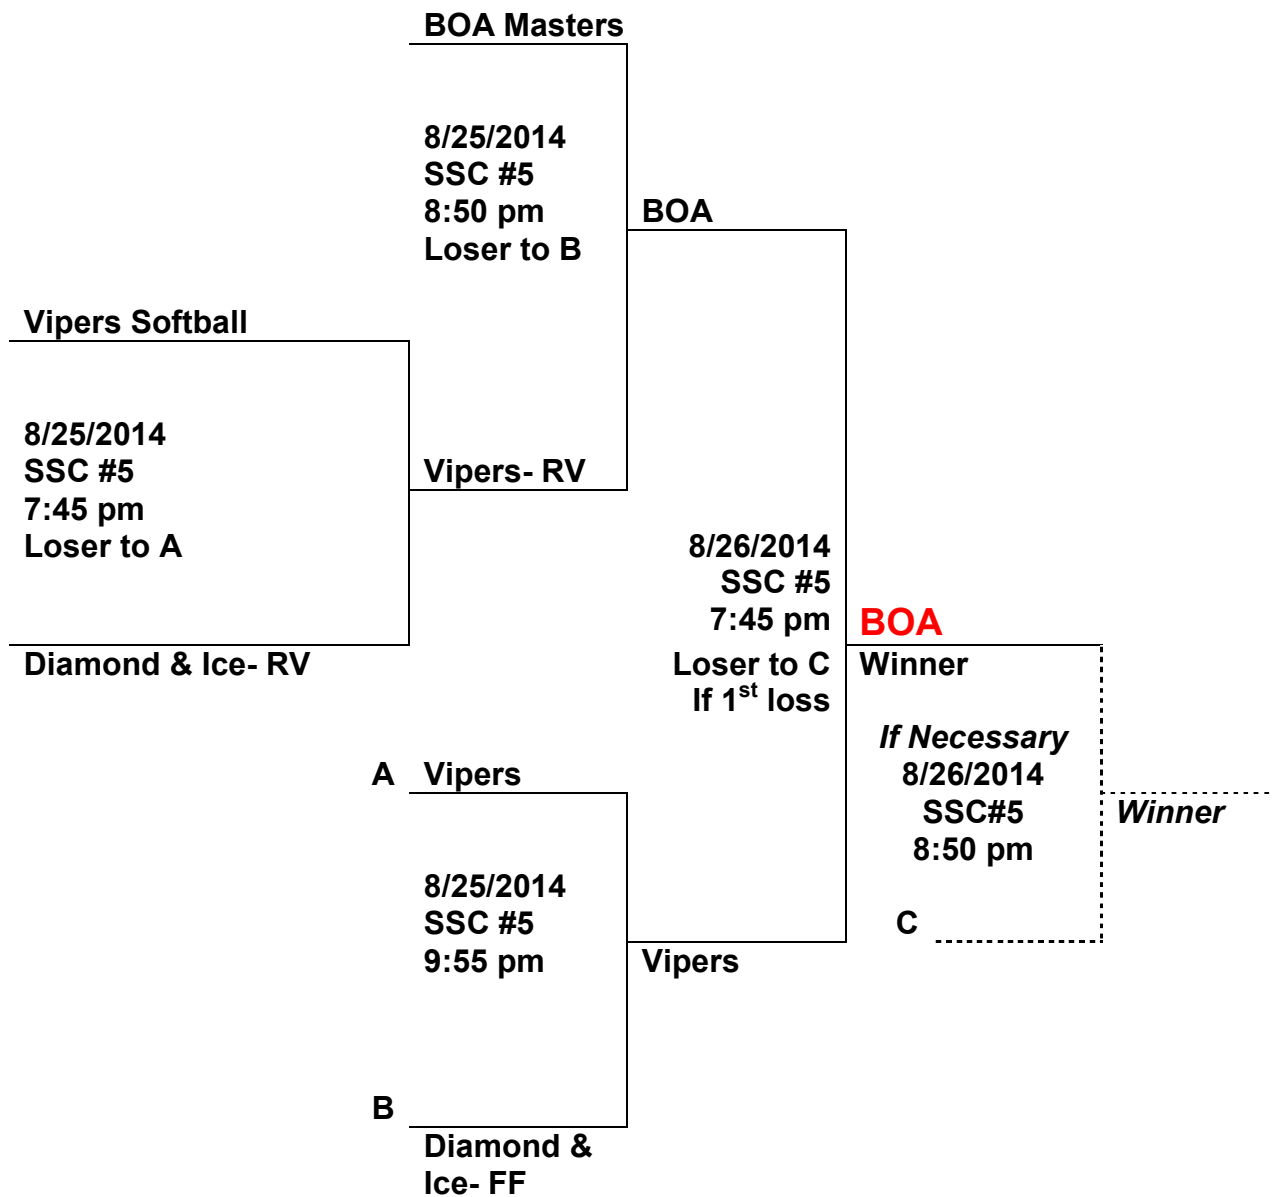 BOA Masters
8/25/2014
SSC #5
8:50 pm
Loser to B
BOA
Vipers Softball
8/25/2014
SSC #5
7:45 pm
Loser to A
Vipers- RV
Diamond & Ice- RV
8/26/2014
SSC #5
7:45 pm
Loser to C
If 1st loss
BOA
Winner
If Necessary
8/26/2014
SSC#5
8:50 pm
Winner
C
A Vipers
8/25/2014
SSC #5
9:55 pm
Vipers
B
Diamond &
Ice- FF